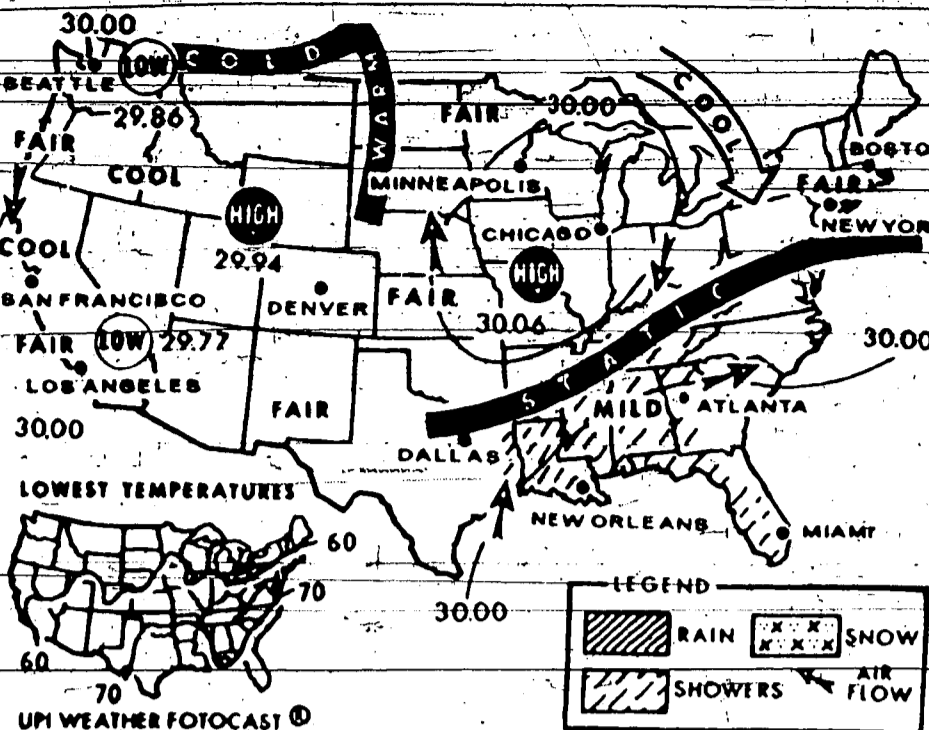 30.00
LOW
COLD
WARM
COOL
SEATTLE
29.86
FAIR
FAIR
30.00
BOSTO
COOL
MINNEAPOLIS
FAIR
HIGH
CHICAGO
NEW YOR
COOL
29.94
HIGH
SAN FRANCISCO
DENVER
FAIR
30.06
STATIC
FAIR
LOW
29.77
30.00
LOS ANGELES
FAIR
MILD
ATLANTA
30.00
DALLAS
LOWEST TEMPERATURES
NEW ORLEANS
MIAMI
60
70
30.00
LEGEND
RAIN
SNOW
SHOWERS
AIR
FLOW
60
70
UPI WEATHER FOTOCAST ®